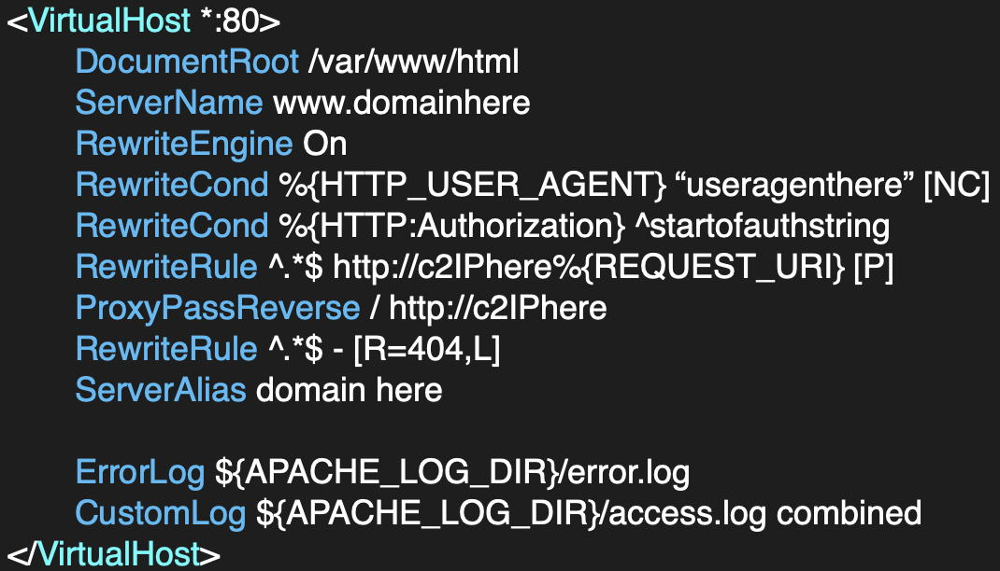 <VirtualHost *:80>
DocumentRoot /var/www/html
ServerName www.domainhere
RewriteEngine On
RewriteCond %{HTTP_USER_AGENT} “useragenthere” [NC]
RewriteCond %{HTTP:Authorization} ^startofauthstring
RewriteRule ^.*$ http://c2IPhere%{REQUEST_URI} [P]
ProxyPassReverse / http://c2IPhere
RewriteRule ^.*$ - [R=404,L]
ServerAlias domain here
ErrorLog ${APACHE_LOG_DIR}/error.log
CustomLog ${APACHE_LOG_DIR}/access.log combined
</VirtualHost>